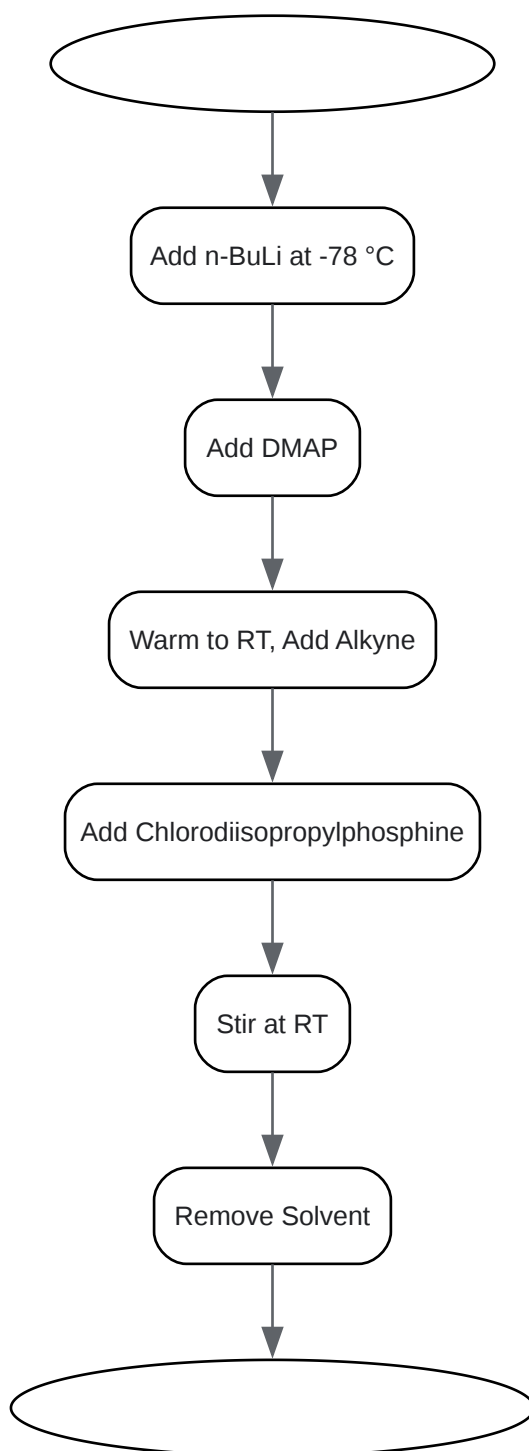 Add n-BuLi at -78 °C
Add DMAP
Warm to RT, Add Alkyne
Add Chlorodiisopropylphosphine
Stir at RT
Remove Solvent